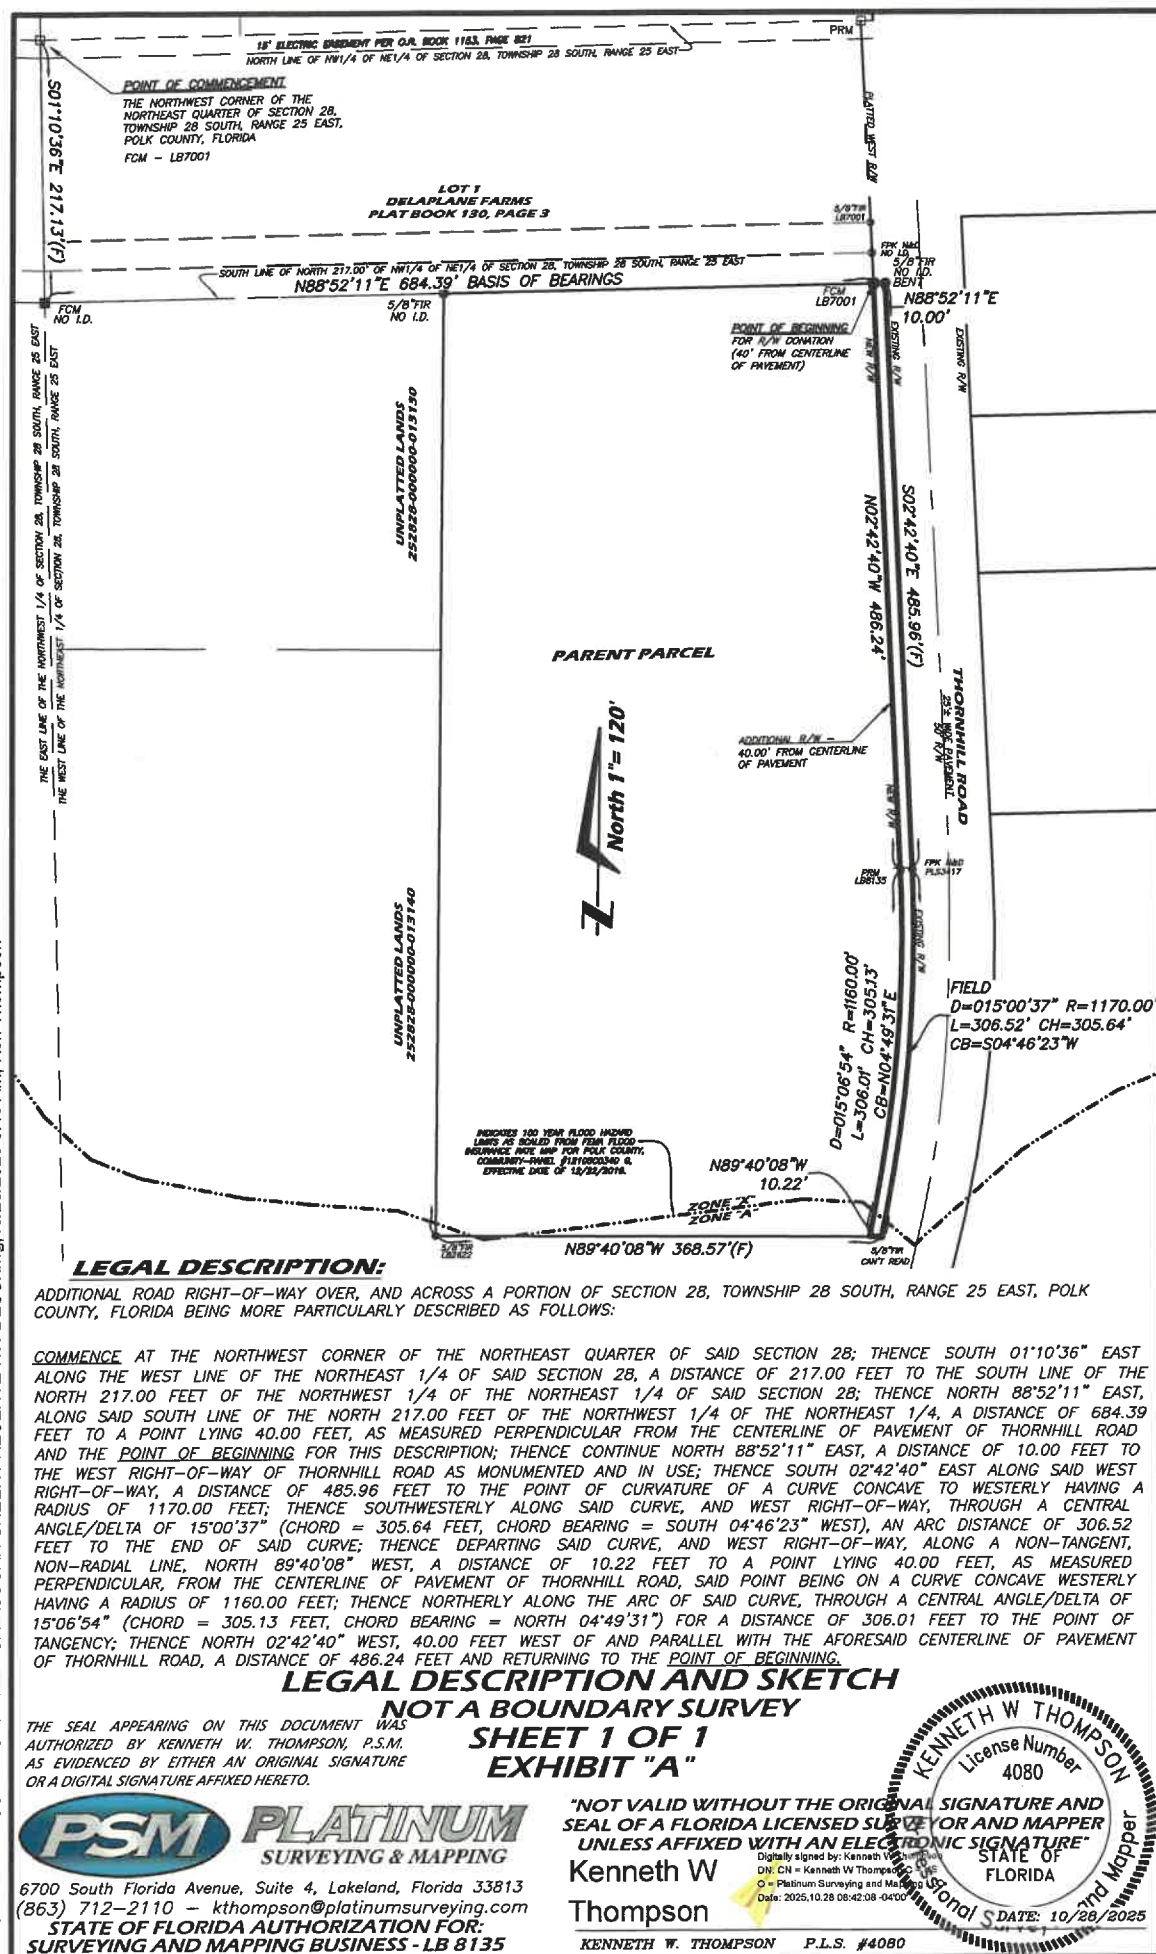 PRM
15' ELECTRIC EASEMENT PER O.R. BOOK 1183, PAGE 821
NORTH LINE OF NW1/4 OF NE1/4 OF SECTION 28, TOWNSHIP 28 SOUTH, RANGE 25 EAST
POINT OF COMMENCEMENT
THE NORTHWEST CORNER OF THE
NORTHEAST QUARTER OF SECTION 28,
TOWNSHIP 28 SOUTH, RANGE 25 EAST,
POLK COUNTY, FLORIDA
FCM - LB7001
S01°10'36"E 217.13'(F)
PLATTED WEST R/W
LOT 1
DELAPLANE FARMS
PLAT BOOK 130, PAGE 3
5/8"FIR
LB7001
FPK N&D
NO I.D.
5/8"FIR
NO I.D.
BENT
SOUTH LINE OF NORTH 217.00' OF NW1/4 OF NE1/4 OF SECTION 28, TOWNSHIP 28 SOUTH, RANGE 25 EAST
N88°52'11"E 684.39' BASIS OF BEARINGS
FCM
NO I.D.
5/8"FIR
NO I.D.
FCM
LB7001
N88°52'11"E
10.00'
POINT OF BEGINNING
FOR R/W DONATION
(40' FROM CENTERLINE
OF PAVEMENT)
NEW R/W
EXISTING R/W
EXISTING R/W
THE EAST LINE OF THE NORTHWEST 1/4 OF SECTION 28, TOWNSHIP 28 SOUTH, RANGE 25 EAST
THE WEST LINE OF THE NORTHEAST 1/4 OF SECTION 28, TOWNSHIP 28 SOUTH, RANGE 25 EAST
UNPLATTED LANDS
252828-000000-013130
N02°42'40"W 486.24'
S02°42'40"E 485.96'(F)
PARENT PARCEL
North 1"= 120'
ADDITIONAL R/W -
40.00' FROM CENTERLINE
OF PAVEMENT
THORNHILL ROAD
25'± WIDE PAVEMENT
50' R/W
NEW R/W
PRM
LB8135
FPK N&D
PLS3417
EXISTING R/W
UNPLATTED LANDS
252828-000000-013140
D=015°06'54" R=1160.00'
L=306.01' CH=305.13'
CB=N04°49'31"E
FIELD
D=015°00'37" R=1170.00'
L=306.52' CH=305.64'
CB=S04°46'23"W
INDICATES 100 YEAR FLOOD HAZARD
LIMITS AS SCALED FROM FEMA FLOOD
INSURANCE RATE MAP FOR POLK COUNTY,
COMMUNITY-PANEL #12105C0340 G,
EFFECTIVE DATE OF 12/22/2016.
N89°40'08"W
10.22'
ZONE "X"
ZONE "A"
N89°40'08"W 368.57'(F)
5/8"FIR
5/8"FIR
CAN'T READ
LEGAL DESCRIPTION:
ADDITIONAL ROAD RIGHT-OF-WAY OVER, AND ACROSS A PORTION OF SECTION 28, TOWNSHIP 28 SOUTH, RANGE 25 EAST, POLK
COUNTY, FLORIDA BEING MORE PARTICULARLY DESCRIBED AS FOLLOWS:
COMMENCE AT THE NORTHWEST CORNER OF THE NORTHEAST QUARTER OF SAID SECTION 28; THENCE SOUTH 01°10'36" EAST
ALONG THE WEST LINE OF THE NORTHEAST 1/4 OF SAID SECTION 28, A DISTANCE OF 217.00 FEET TO THE SOUTH LINE OF THE
NORTH 217.00 FEET OF THE NORTHWEST 1/4 OF THE NORTHEAST 1/4 OF SAID SECTION 28; THENCE NORTH 88°52'11" EAST,
ALONG SAID SOUTH LINE OF THE NORTH 217.00 FEET OF THE NORTHWEST 1/4 OF THE NORTHEAST 1/4, A DISTANCE OF 684.39
FEET TO A POINT LYING 40.00 FEET, AS MEASURED PERPENDICULAR FROM THE CENTERLINE OF PAVEMENT OF THORNHILL ROAD
AND THE POINT OF BEGINNING FOR THIS DESCRIPTION; THENCE CONTINUE NORTH 88°52'11" EAST, A DISTANCE OF 10.00 FEET TO
THE WEST RIGHT-OF-WAY OF THORNHILL ROAD AS MONUMENTED AND IN USE; THENCE SOUTH 02°42'40" EAST ALONG SAID WEST
RIGHT-OF-WAY, A DISTANCE OF 485.96 FEET TO THE POINT OF CURVATURE OF A CURVE CONCAVE TO WESTERLY HAVING A
RADIUS OF 1170.00 FEET; THENCE SOUTHWESTERLY ALONG SAID CURVE, AND WEST RIGHT-OF-WAY, THROUGH A CENTRAL
ANGLE/DELTA OF 15°00'37" (CHORD = 305.64 FEET, CHORD BEARING = SOUTH 04°46'23" WEST), AN ARC DISTANCE OF 306.52
FEET TO THE END OF SAID CURVE; THENCE DEPARTING SAID CURVE, AND WEST RIGHT-OF-WAY, ALONG A NON-TANGENT,
NON-RADIAL LINE, NORTH 89°40'08" WEST, A DISTANCE OF 10.22 FEET TO A POINT LYING 40.00 FEET, AS MEASURED
PERPENDICULAR, FROM THE CENTERLINE OF PAVEMENT OF THORNHILL ROAD, SAID POINT BEING ON A CURVE CONCAVE WESTERLY
HAVING A RADIUS OF 1160.00 FEET; THENCE NORTHERLY ALONG THE ARC OF SAID CURVE, THROUGH A CENTRAL ANGLE/DELTA OF
15°06'54" (CHORD = 305.13 FEET, CHORD BEARING = NORTH 04°49'31") FOR A DISTANCE OF 306.01 FEET TO THE POINT OF
TANGENCY; THENCE NORTH 02°42'40" WEST, 40.00 FEET WEST OF AND PARALLEL WITH THE AFORESAID CENTERLINE OF PAVEMENT
OF THORNHILL ROAD, A DISTANCE OF 486.24 FEET AND RETURNING TO THE POINT OF BEGINNING.
LEGAL DESCRIPTION AND SKETCH
NOT A BOUNDARY SURVEY
SHEET 1 OF 1
EXHIBIT "A"
THE SEAL APPEARING ON THIS DOCUMENT WAS
AUTHORIZED BY KENNETH W. THOMPSON, P.S.M.
AS EVIDENCED BY EITHER AN ORIGINAL SIGNATURE
OR A DIGITAL SIGNATURE AFFIXED HERETO.
PSM PLATINUM
SURVEYING & MAPPING
6700 South Florida Avenue, Suite 4, Lakeland, Florida 33813
(863) 712-2110 - kthompson@platinumsurveying.com
STATE OF FLORIDA AUTHORIZATION FOR:
SURVEYING AND MAPPING BUSINESS - LB 8135
"NOT VALID WITHOUT THE ORIGINAL SIGNATURE AND
SEAL OF A FLORIDA LICENSED SURVEYOR AND MAPPER
UNLESS AFFIXED WITH AN ELECTRONIC SIGNATURE"
Kenneth W
Thompson
Digitally signed by: Kenneth W
DN: CN = Kenneth W Thompson
O = Platinum Surveying and Mapping
Date: 2025.10.28 08:42:08 -04'00'
KENNETH W. THOMPSON P.L.S. #4080
KENNETH W THOMPSON
License Number
4080
STATE OF
FLORIDA
and Mapper
DATE: 10/28/2025